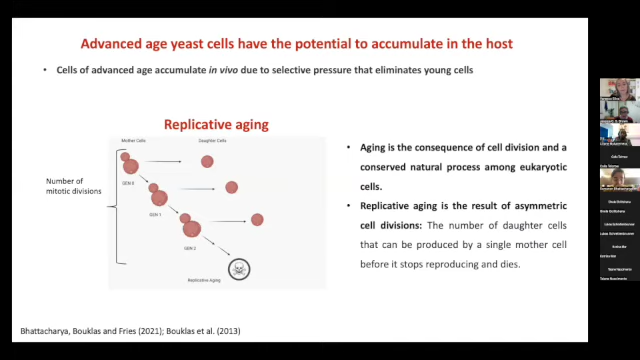 Advanced age yeast cells have the potential to accumulate in the host
• Cells of advanced age accumulate in vivo due to selective pressure that eliminates young cells
Replicative aging
Mother Cells
Daughter Cells
Number of
mitotic divisions
GEN 0
GEN 1
GEN 2
Replicative Aging
• Aging is the consequence of cell division and a
conserved natural process among eukaryotic
cells.
• Replicative aging is the result of asymmetric
cell divisions: The number of daughter cells
that can be produced by a single mother cell
before it stops reproducing and dies.
Bhattacharya, Bouklas and Fries (2021); Bouklas et al. (2013)